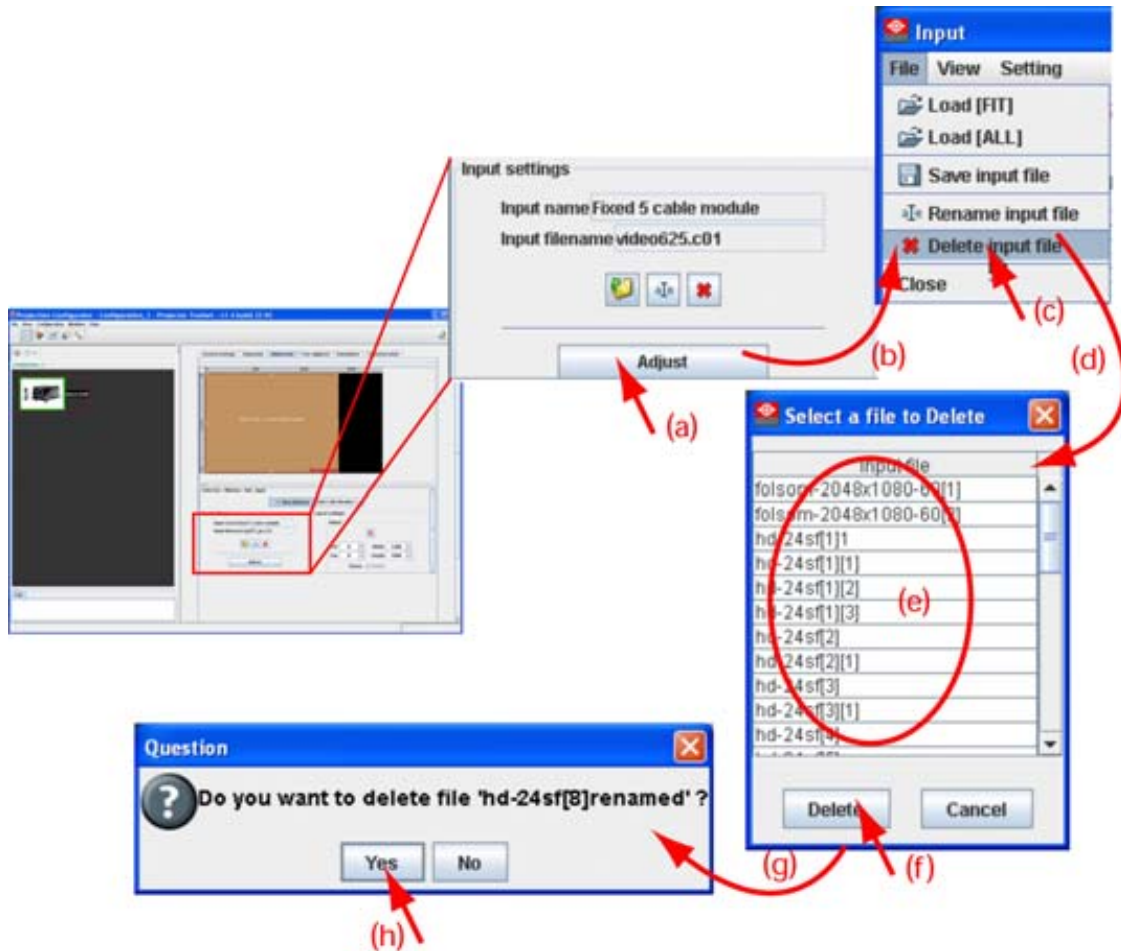 Input
File View Setting
Load [FIT]
Load [ALL]
Save input file
Rename input file
Delete input file
Close
(c)
(d)
Input settings
Input name Fixed 5 cable module
Input filename video625.c01
Adjust
(a)
(b)
Select a file to Delete
Input file
folsom-2048x1080-60[1]
hd-24sf[1]1
hd-24sf[1][1]
hd-24sf[1][2]
hd-24sf[1][3]
hd-24sf[2]
hd-24sf[2][1]
hd-24sf[3]
hd-24sf[3][1]
hd-24sf[4]
(e)
Delete Cancel
(f)
(g)
Question
Do you want to delete file 'hd-24sf[8]renamed' ?
Yes No
(h)